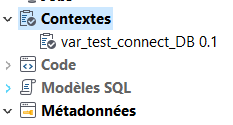 Contextes
var_test_connect_DB 0.1
Code
Modèles SQL
Métadonnées